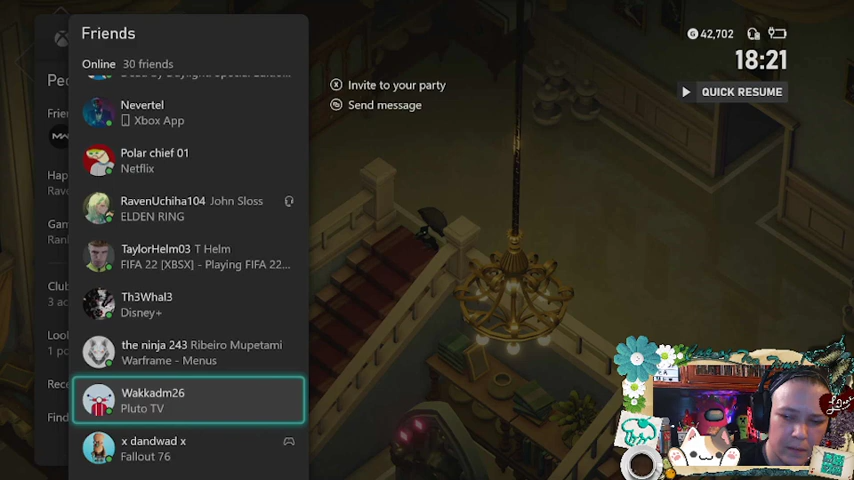 Friends
Online 30 friends
Nevertel
Xbox App
Polar chief 01
Netflix
RavenUchiha104 John Sloss
ELDEN RING
TaylorHelm03 T Helm
FIFA 22 [XBSX] - Playing FIFA 22...
Th3Whal3
Disney+
the ninja 243 Ribeiro Mupetami
Warframe - Menus
Wakkadm26
Pluto TV
x dandwad x
Fallout 76
Invite to your party
Send message
G 42,702
18:21
QUICK RESUME